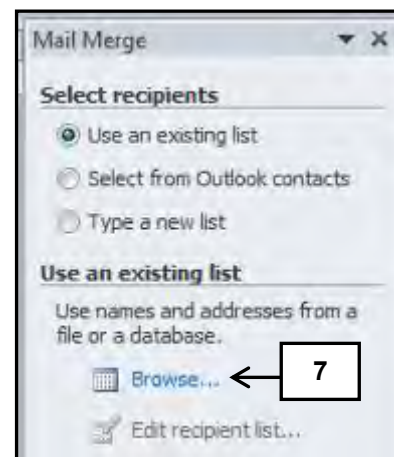 Mail Merge
Select recipients
Use an existing list
Select from Outlook contacts
Type a new list
Use an existing list
Use names and addresses from a
file or a database.
Browse... 7
Edit recipient list...